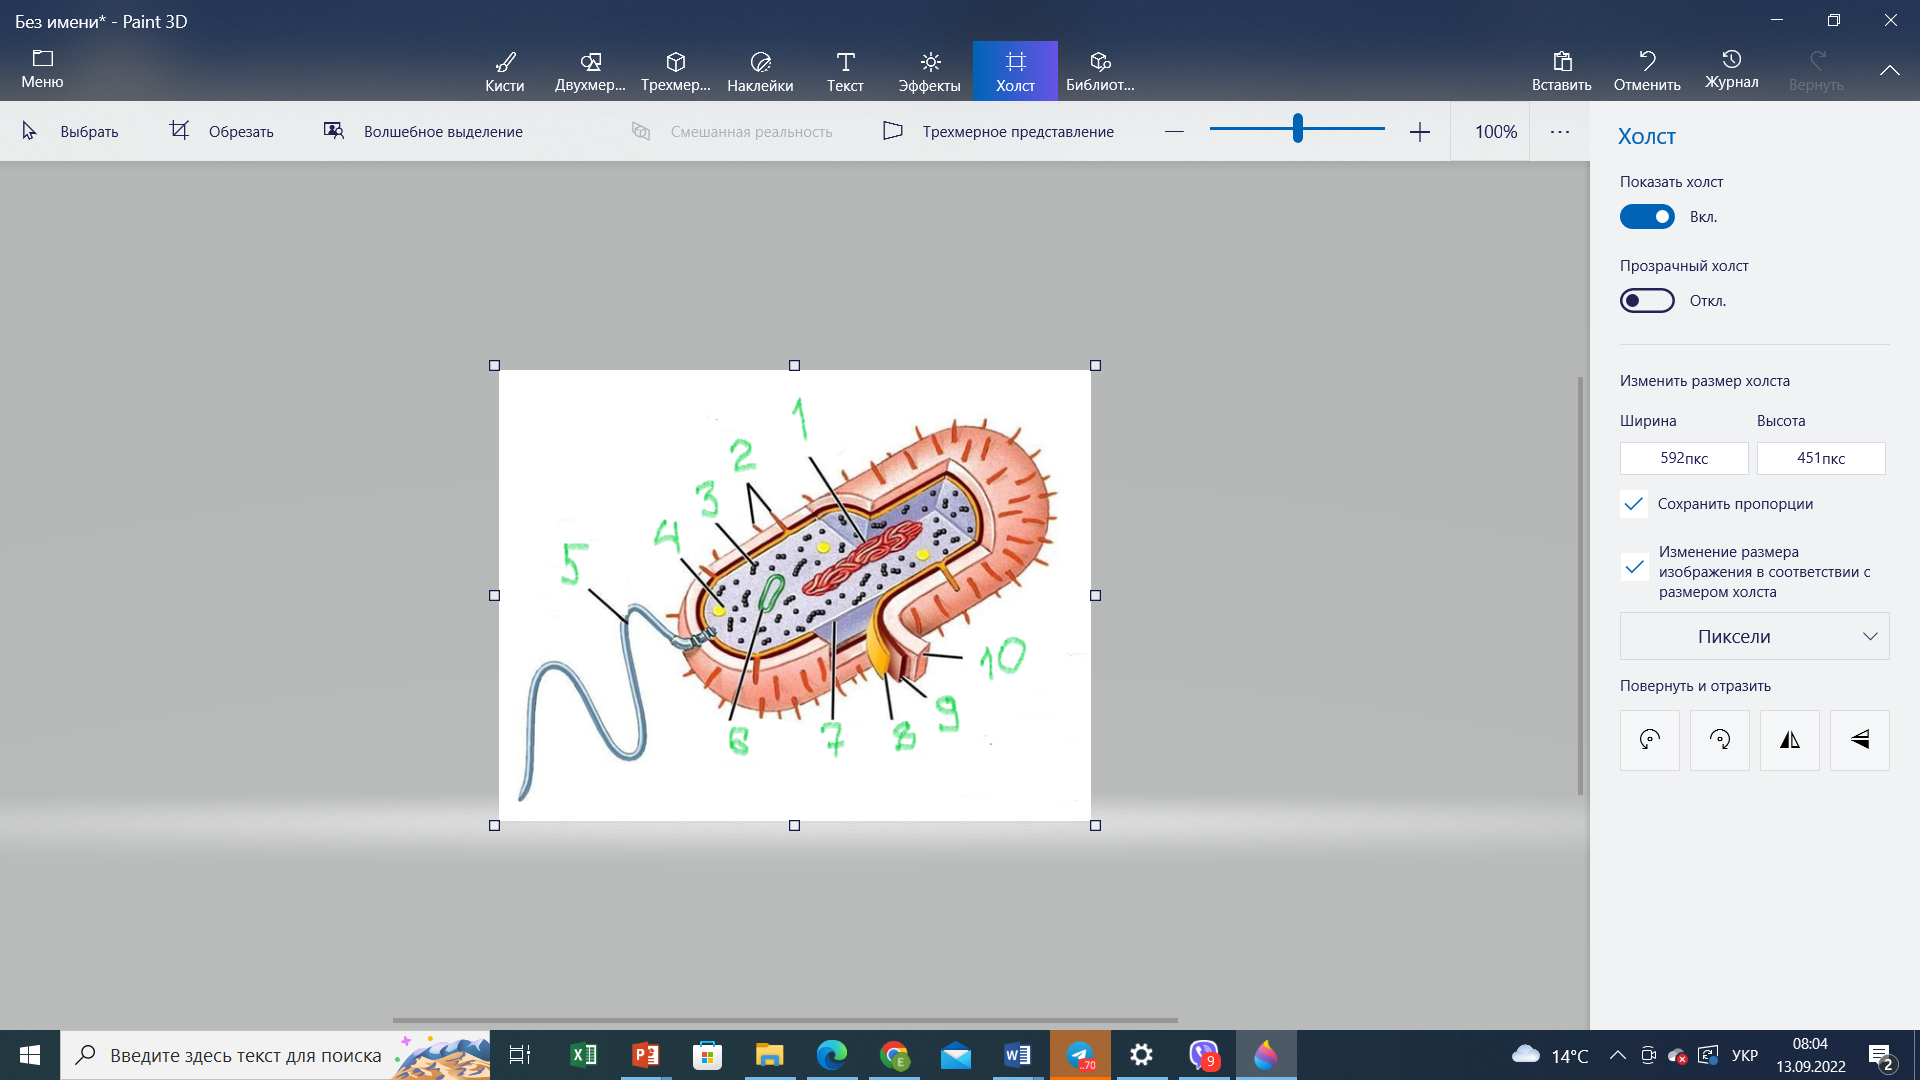 Без имени* - Paint 3D
Меню
Кисти
Двухмер...
Трехмер...
Наклейки
Текст
Эффекты
Холст
Библиот...
Вставить
Отменить
Журнал
Вернуть
Выбрать
Обрезать
Волшебное выделение
Смешанная реальность
Трехмерное представление
100%
Холст
Показать холст
Вкл.
Прозрачный холст
Откл.
Изменить размер холста
Ширина
Высота
592пкс
451пкс
Сохранить пропорции
Изменение размера
изображения в соответствии с
размером холста
Пиксели
Повернуть и отразить
1
2
3
4
5
10
9
6
7
8
Введите здесь текст для поиска
..70
9
14°C
УКР
08:04
13.09.2022
2